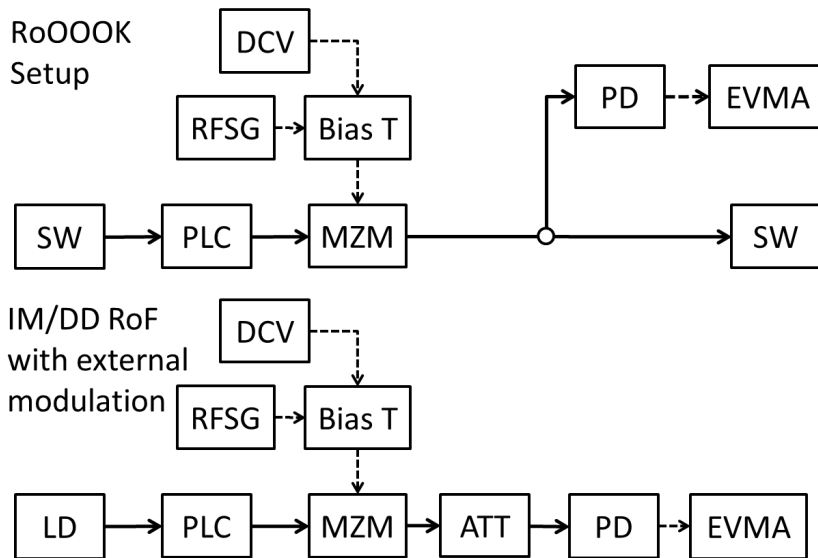 RoOOOK
Setup
DCV
PD
EVMA
RFSG
Bias T
SW
PLC
MZM
SW
IM/DD RoF
with external
modulation
DCV
RFSG
Bias T
LD
PLC
MZM
ATT
PD
EVMA